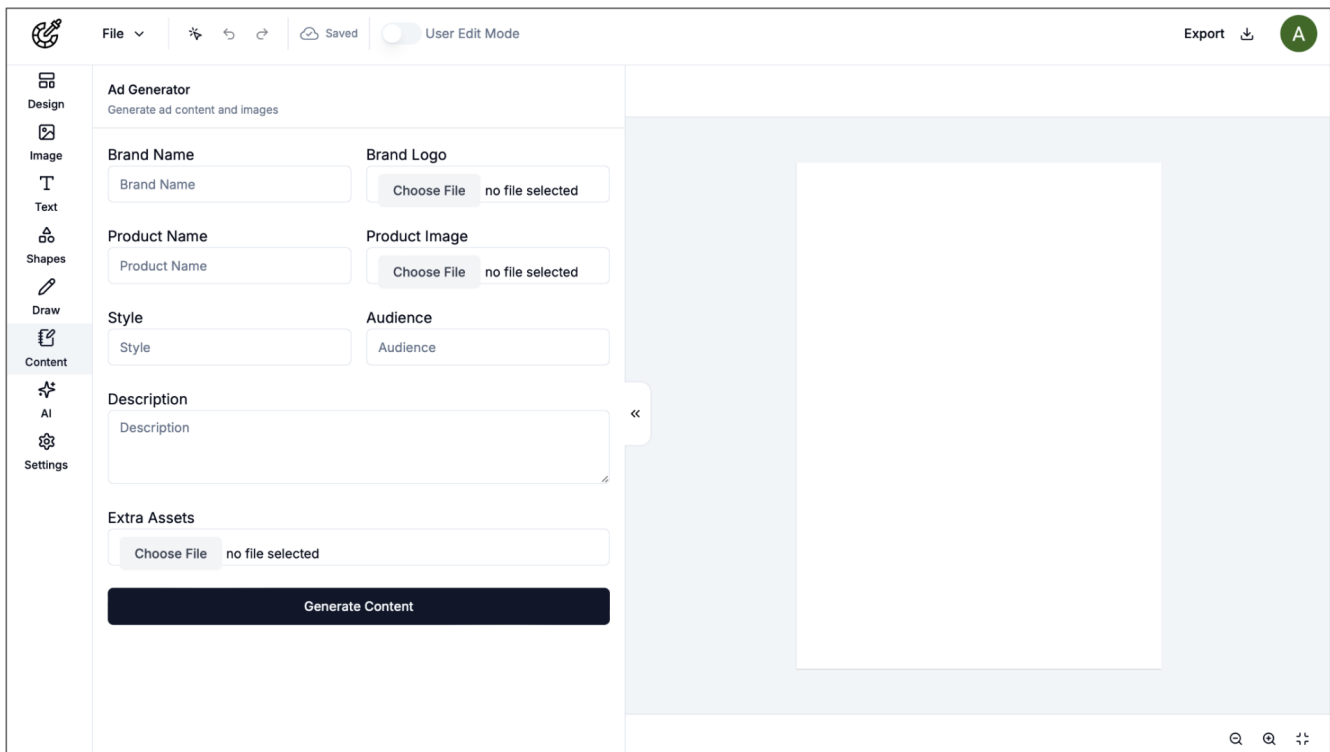 File
Saved
User Edit Mode
Export
A
Design
Image
Text
Shapes
Draw
Content
AI
Settings
Ad Generator
Generate ad content and images
Brand Name
Brand Name
Brand Logo
Choose File no file selected
Product Name
Product Name
Product Image
Choose File no file selected
Style
Style
Audience
Audience
Description
Description
Extra Assets
Choose File no file selected
Generate Content